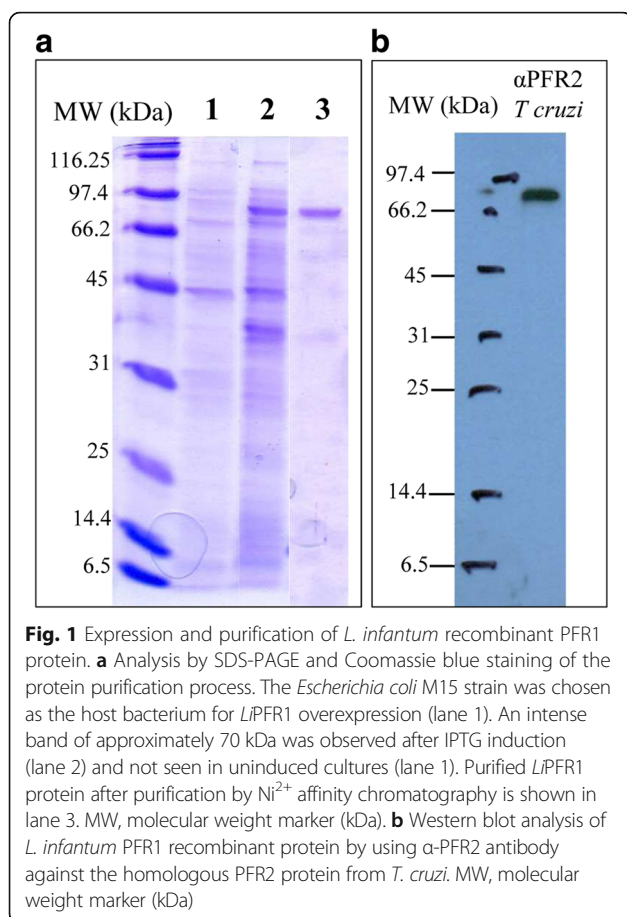 a
b
MW (kDa) 1 2 3
116.25
97.4
66.2
45
31
25
14.4
6.5
αPFR2
MW (kDa) T cruzi
97.4
66.2
45
31
25
14.4
6.5
Fig. 1 Expression and purification of L. infantum recombinant PFR1
protein. a Analysis by SDS-PAGE and Coomassie blue staining of the
protein purification process. The Escherichia coli M15 strain was chosen
as the host bacterium for LiPFR1 overexpression (lane 1). An intense
band of approximately 70 kDa was observed after IPTG induction
(lane 2) and not seen in uninduced cultures (lane 1). Purified LiPFR1
protein after purification by Ni2+ affinity chromatography is shown in
lane 3. MW, molecular weight marker (kDa). b Western blot analysis of
L. infantum PFR1 recombinant protein by using α-PFR2 antibody
against the homologous PFR2 protein from T. cruzi. MW, molecular
weight marker (kDa)